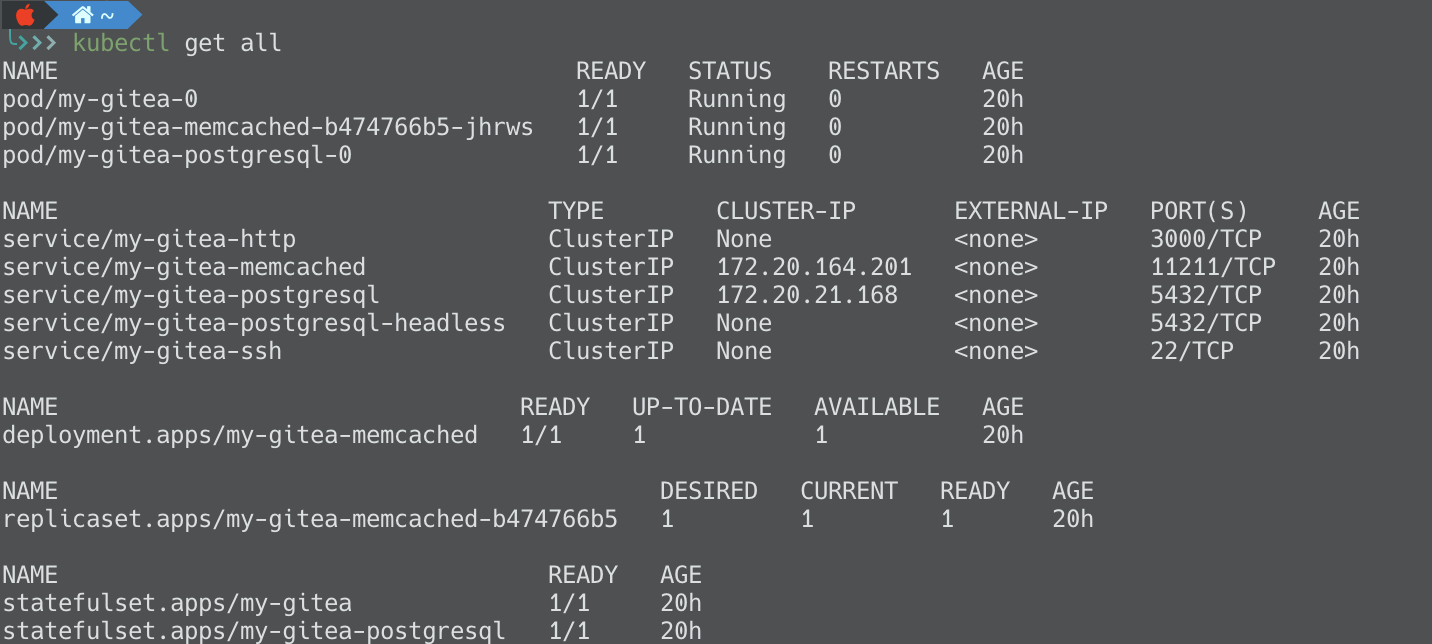 ~
>>> kubectl get all
NAME READY STATUS RESTARTS AGE
pod/my-gitea-0 1/1 Running 0 20h
pod/my-gitea-memcached-b474766b5-jhrws 1/1 Running 0 20h
pod/my-gitea-postgresql-0 1/1 Running 0 20h
NAME TYPE CLUSTER-IP EXTERNAL-IP PORT(S) AGE
service/my-gitea-http ClusterIP None <none> 3000/TCP 20h
service/my-gitea-memcached ClusterIP 172.20.164.201 <none> 11211/TCP 20h
service/my-gitea-postgresql ClusterIP 172.20.21.168 <none> 5432/TCP 20h
service/my-gitea-postgresql-headless ClusterIP None <none> 5432/TCP 20h
service/my-gitea-ssh ClusterIP None <none> 22/TCP 20h
NAME READY UP-TO-DATE AVAILABLE AGE
deployment.apps/my-gitea-memcached 1/1 1 1 20h
NAME DESIRED CURRENT READY AGE
replicaset.apps/my-gitea-memcached-b474766b5 1 1 1 20h
NAME READY AGE
statefulset.apps/my-gitea 1/1 20h
statefulset.apps/my-gitea-postgresql 1/1 20h